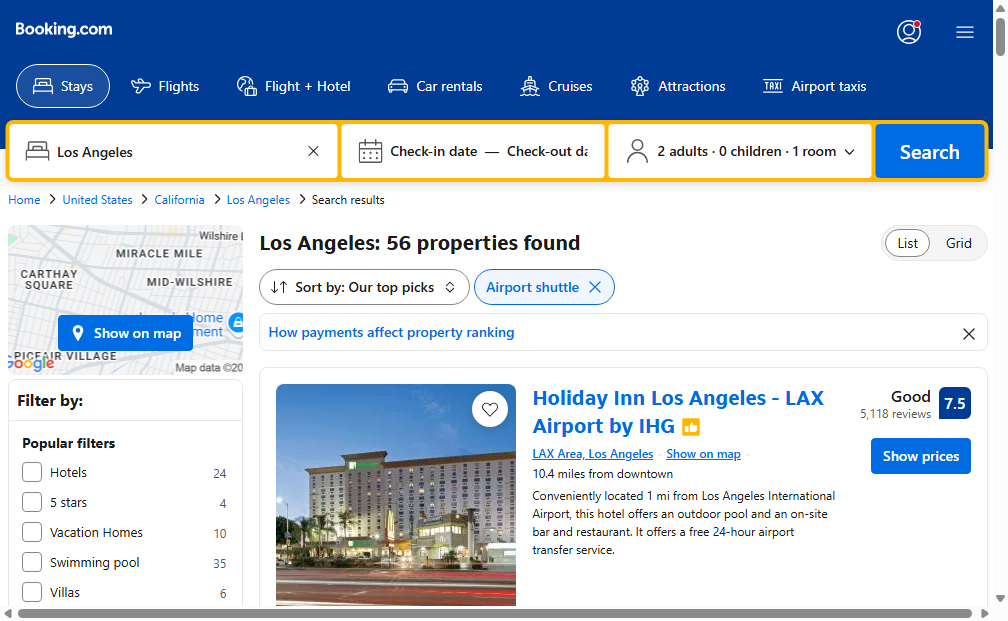 Booking.com
Stays
Flights
Flight + Hotel
Car rentals
Cruises
Attractions
TAXI
Airport taxis
Los Angeles
Check-in date — Check-out da
2 adults · 0 children · 1 room
Search
Home
United States
California
Los Angeles
Search results
Wilshire
MIRACLE MILE
CARTHAY
SQUARE
MID-WILSHIRE
Home
ment
Show on map
PICFAIR VILLAGE
Google
Map data ©20
Filter by:
Popular filters
Hotels 24
5 stars 4
Vacation Homes 10
Swimming pool 35
Villas 6
Los Angeles: 56 properties found
List
Grid
Sort by: Our top picks
Airport shuttle
How payments affect property ranking
Holiday Inn Los Angeles - LAX
Airport by IHG
LAX Area, Los Angeles · Show on map ·
10.4 miles from downtown
Conveniently located 1 mi from Los Angeles International
Airport, this hotel offers an outdoor pool and an on-site
bar and restaurant. It offers a free 24-hour airport
transfer service.
Good
5,118 reviews
7.5
Show prices